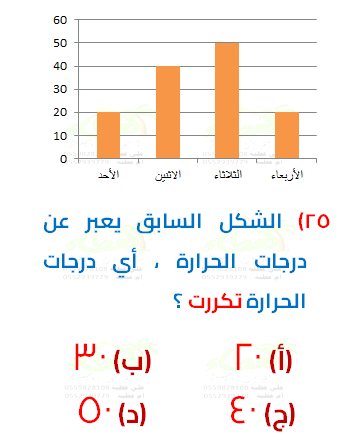 60
50
40
30
20
10
0
الأحد الاثنين الثلاثاء الأربعاء
٢٥) الشكل السابق يعبر عن
درجات الحرارة ، أي درجات
الحرارة تكررت ؟
(أ) ٢٠ (ب) ٣٠
(ج) ٤٠ (د) ٥٠